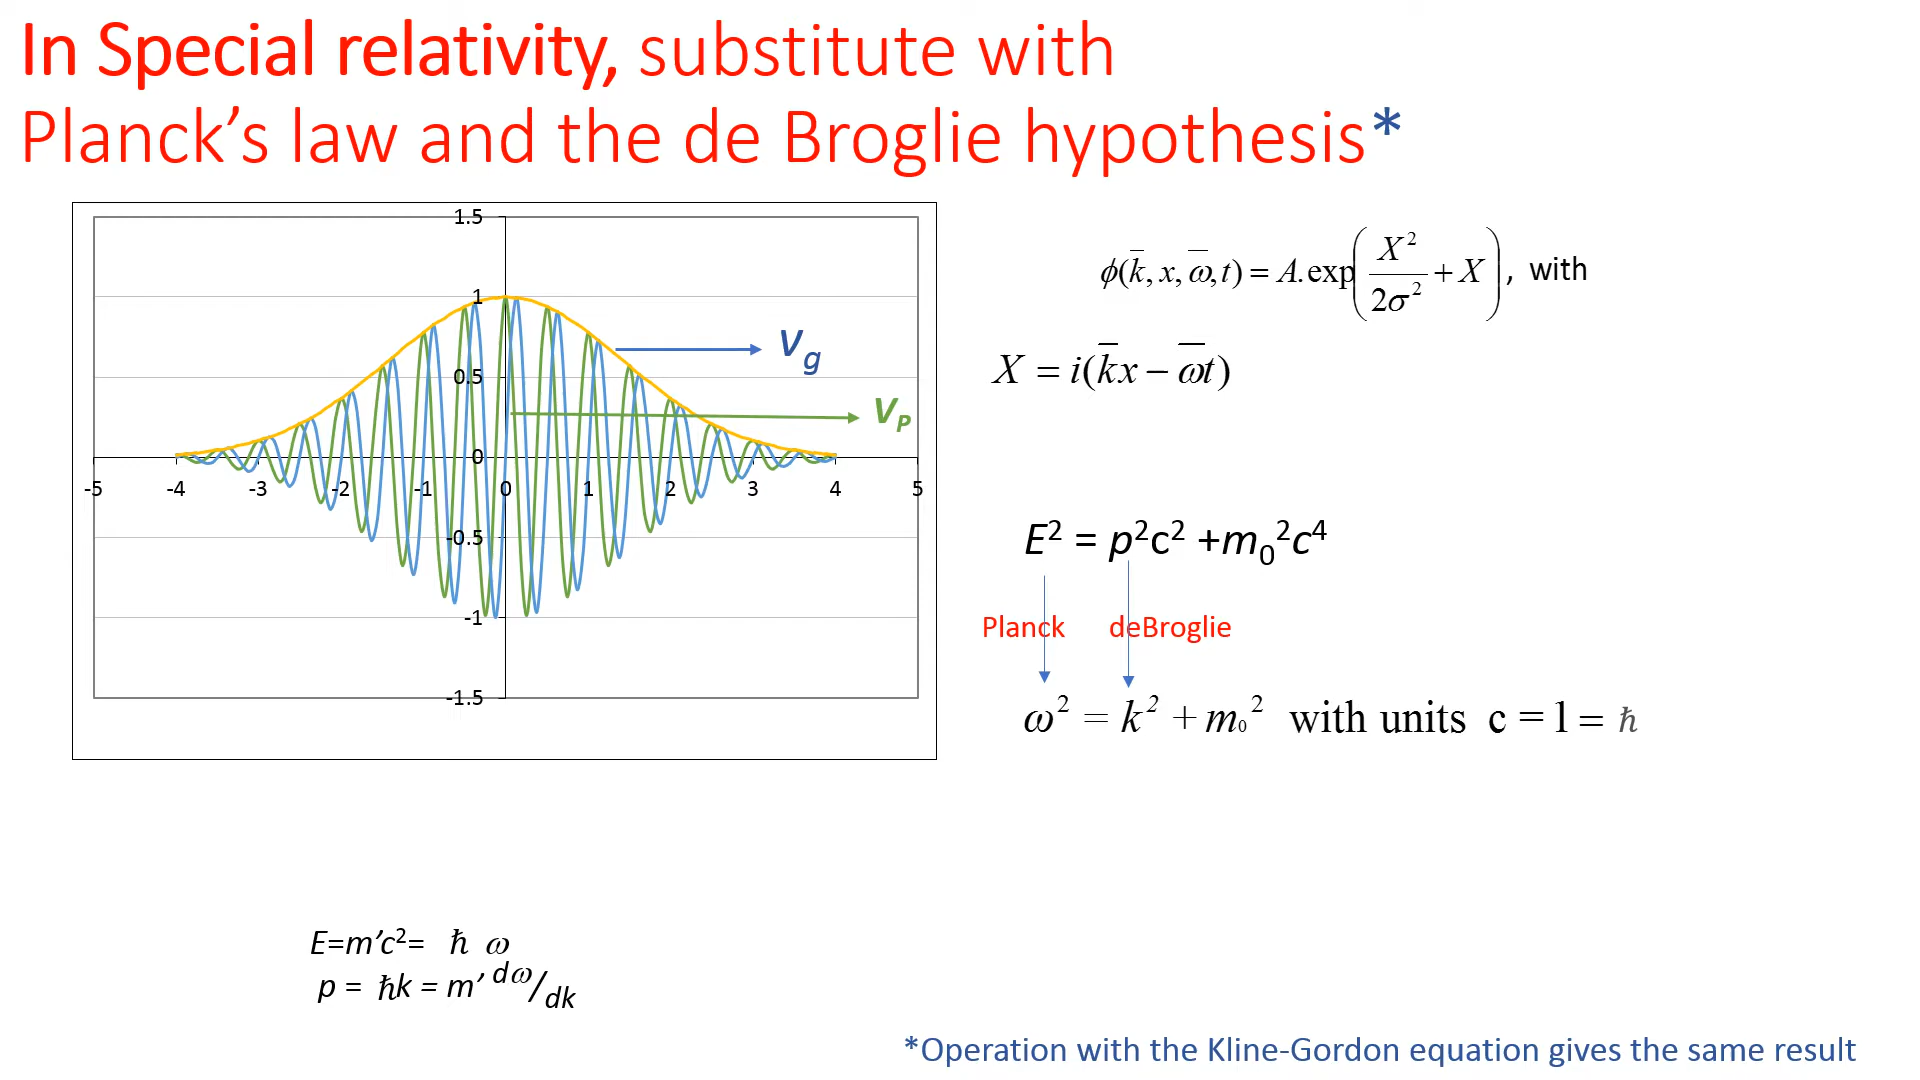 In Special relativity, substitute with
Planck’s law and the de Broglie hypothesis*
1.5
1
0.5
0
-0.5
-1
-1.5
-5 -4 -3 -2 -1 0 1 2 3 4 5
Vg
VP
ϕ(k̅, x, ω̅, t) = A.exp(X²/2σ² + X), with
X = i(k̅x − ω̅t)
E² = p²c² +m₀²c⁴
Planck deBroglie
ω² = k² + m₀² with units c = 1 = ℏ
E=m’c²= ℏ ω
p = ℏk = m’ dω/dk
*Operation with the Kline-Gordon equation gives the same result